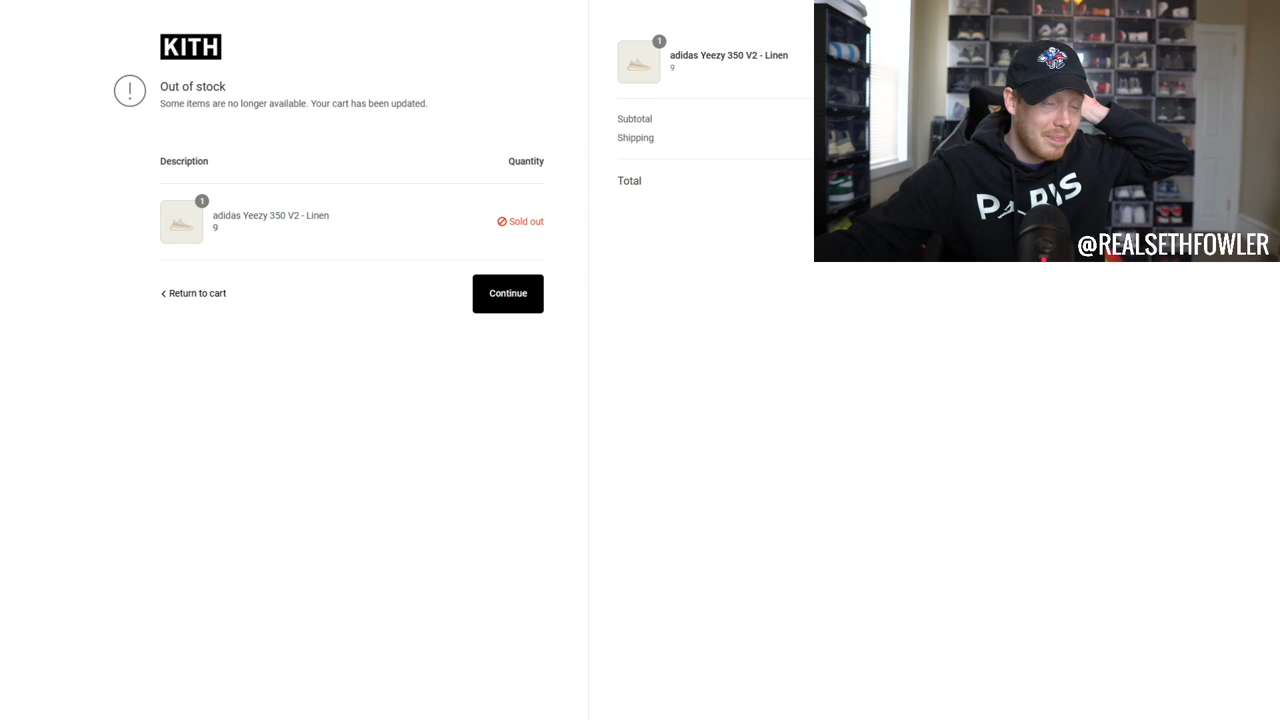 KITH
Out of stock
Some items are no longer available. Your cart has been updated.
Description Quantity
1
adidas Yeezy 350 V2 - Linen
9
Sold out
Return to cart
Continue
1
adidas Yeezy 350 V2 - Linen
9
Subtotal
Shipping
Total
PARIS
@REALSETHFOWLER